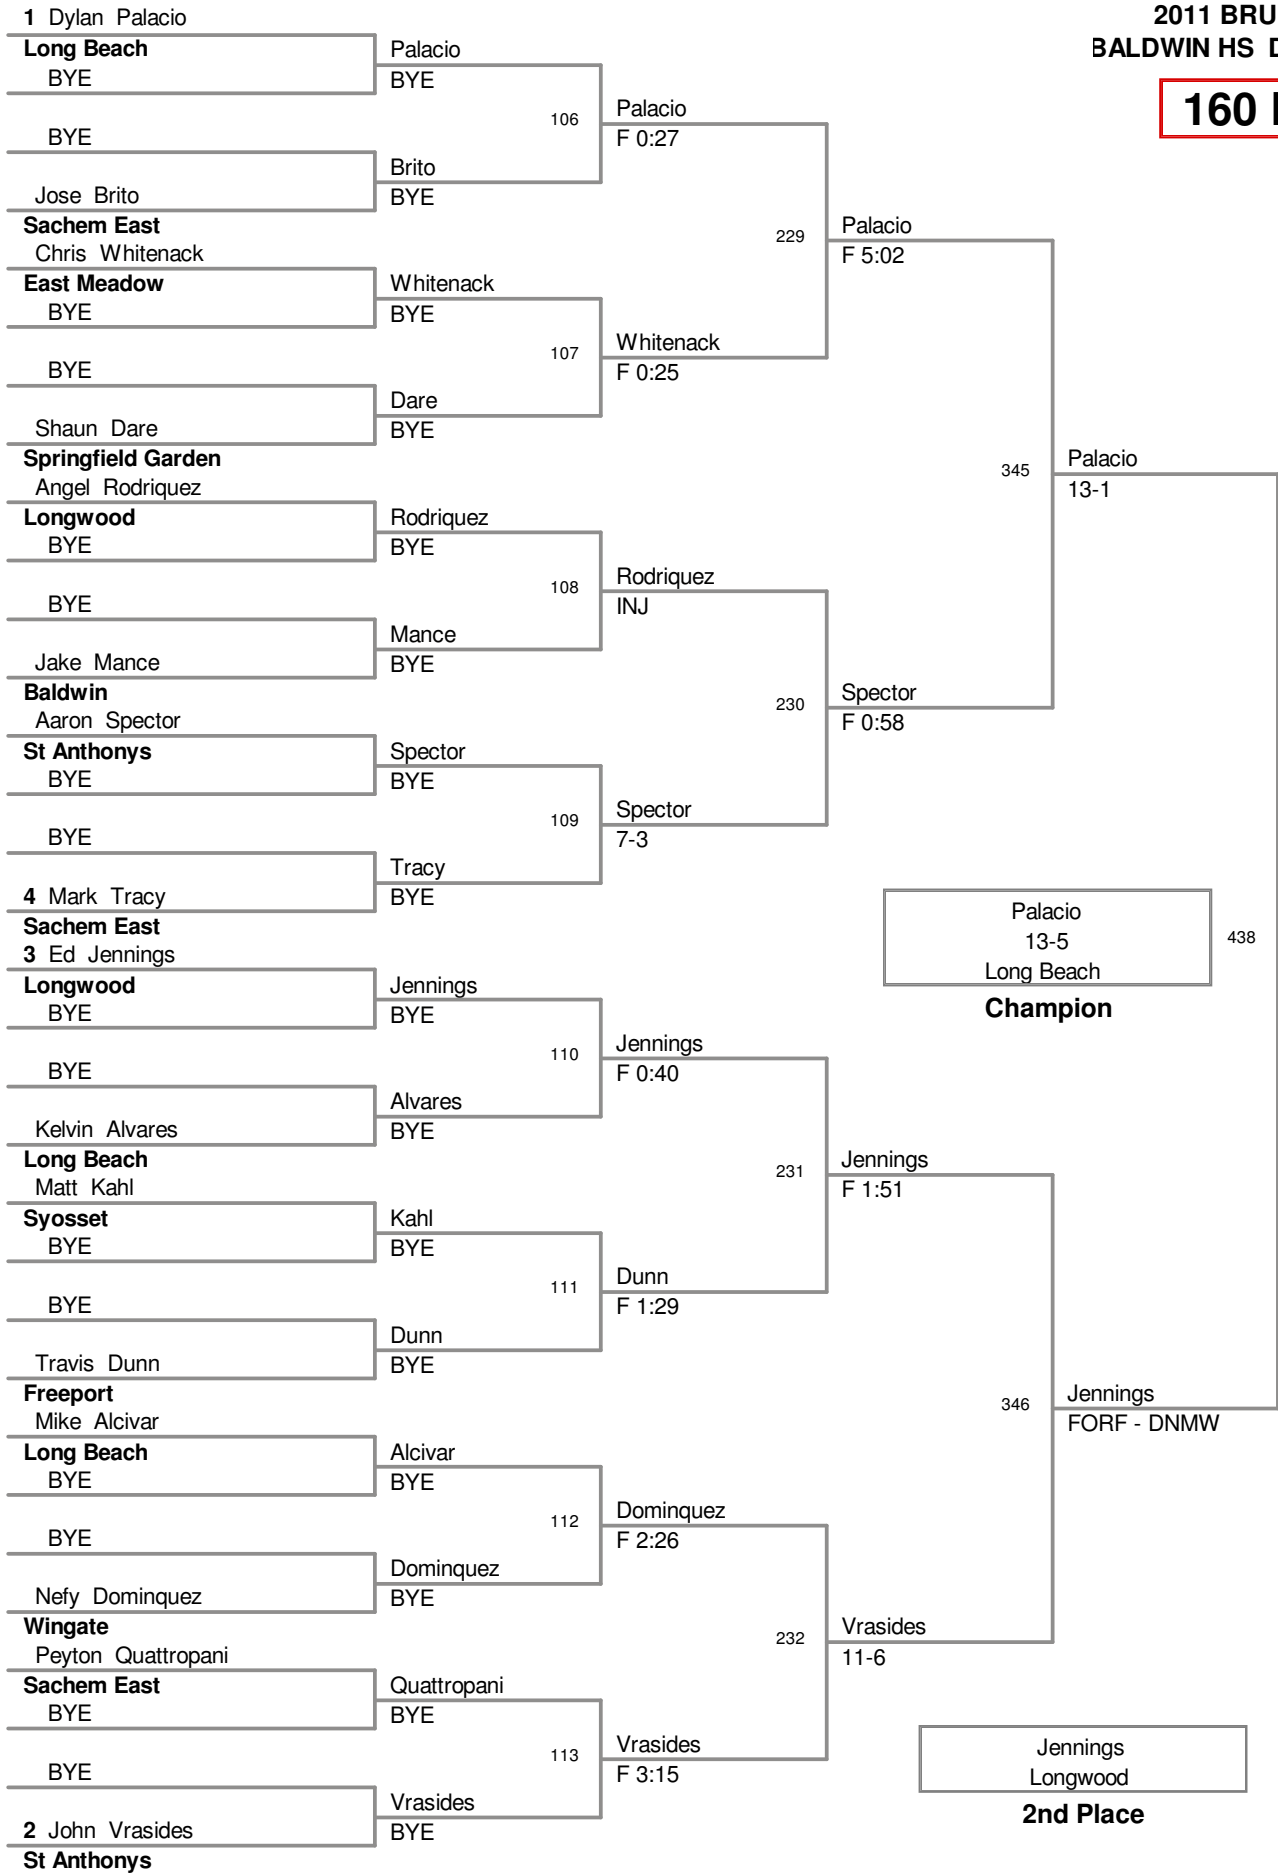 2011 BRU
BALDWIN HS D
160
1 Dylan Palacio
Long Beach
BYE
BYE
Jose Brito
Sachem East
Chris Whitenack
East Meadow
BYE
BYE
Shaun Dare
Springfield Garden
Angel Rodriquez
Longwood
BYE
BYE
Jake Mance
Baldwin
Aaron Spector
St Anthonys
BYE
BYE
4 Mark Tracy
Sachem East
3 Ed Jennings
Longwood
BYE
BYE
Kelvin Alvares
Long Beach
Matt Kahl
Syosset
BYE
BYE
Travis Dunn
Freeport
Mike Alcivar
Long Beach
BYE
BYE
Nefy Dominquez
Wingate
Peyton Quattropani
Sachem East
BYE
BYE
2 John Vrasides
St Anthonys
Palacio
BYE
106
Brito
BYE
Whitenack
BYE
107
Dare
BYE
Rodriquez
BYE
108
Mance
BYE
Spector
BYE
109
Tracy
BYE
Jennings
BYE
110
Alvares
BYE
Kahl
BYE
111
Dunn
BYE
Alcivar
BYE
112
Dominquez
BYE
Quattropani
BYE
113
Vrasides
BYE
Palacio
F 0:27
229
Whitenack
F 0:25
Rodriquez
INJ
230
Spector
7-3
Jennings
F 0:40
231
Dunn
F 1:29
Dominquez
F 2:26
232
Vrasides
F 3:15
Palacio
F 5:02
345
Spector
F 0:58
Jennings
F 1:51
346
Vrasides
11-6
Palacio
13-1
Jennings
FORF - DNMW
Palacio
13-5
Long Beach
438
Champion
Jennings
Longwood
2nd Place